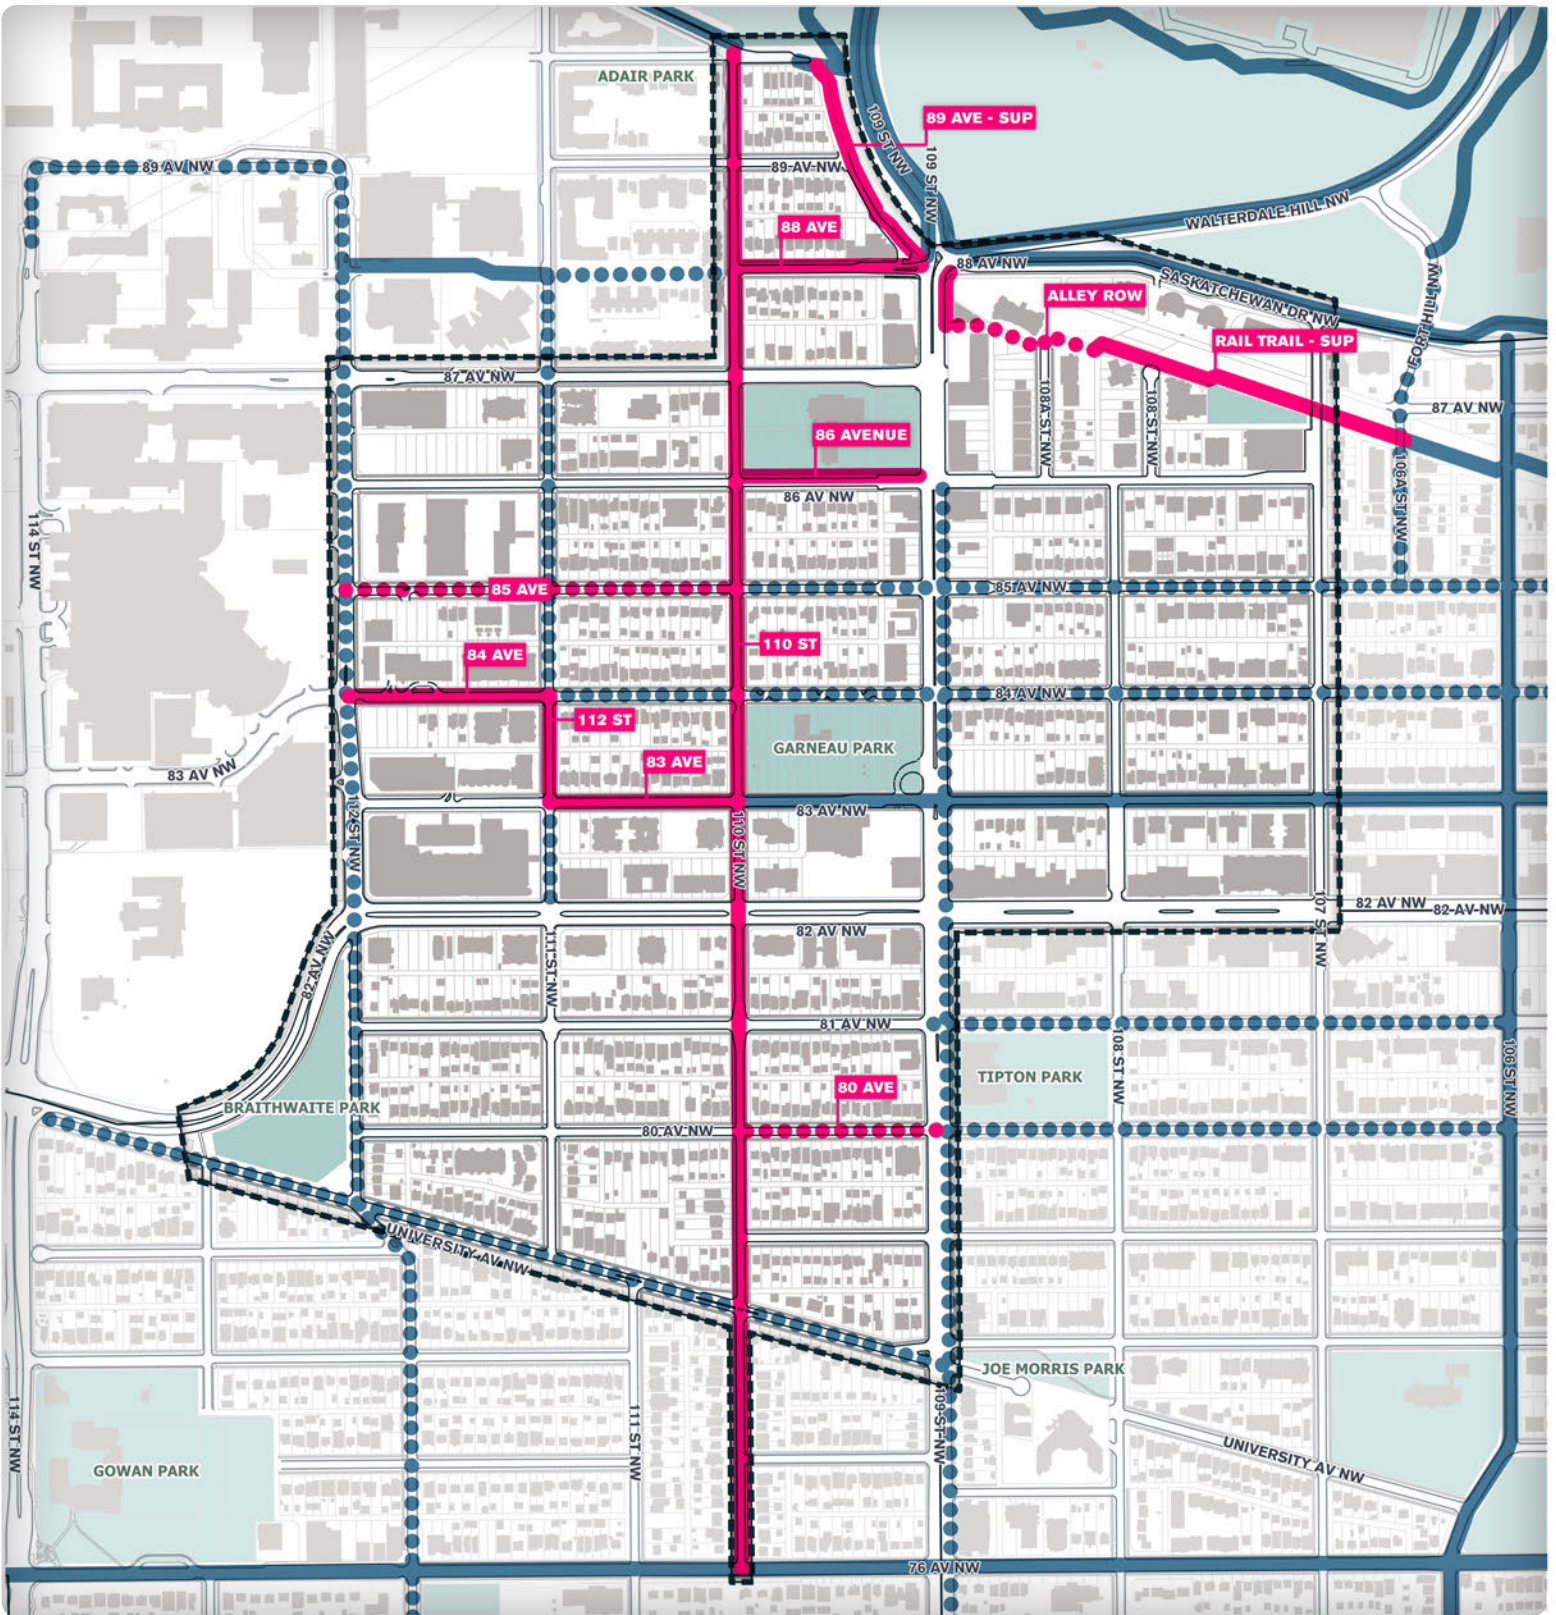 ADAIR PARK
89 AVE - SUP
109 ST NW
89 AV NW
89 AV NW
109 ST NW
WALTERDALE HILL NW
88 AVE
88 AV NW
SASKATCHEWAN DR NW
ALLEY ROW
MNI HILL
FORT
RAIL TRAIL - SUP
87 AV NW
108A ST NW
108 ST NW
87 AV NW
86 AVENUE
86 AV NW
106A ST NW
114 ST NW
85 AVE
85 AV NW
110 ST
84 AVE
84 AV NW
112 ST
GARNEAU PARK
83 AVE
83 AV NW
83 AV NW
112 ST NW
110 ST NW
82 AV NW
82 AV NW
107 ST NW
82 AV NW
82 AV NW
111 ST NW
81 AV NW
108 ST NW
106 ST NW
TIPTON PARK
80 AVE
BRAITHWAITE PARK
80 AV NW
UNIVERSITY AV NW
JOE MORRIS PARK
109 ST NW
114 ST NW
111 ST NW
UNIVERSITY AV NW
GOWAN PARK
76 AV NW